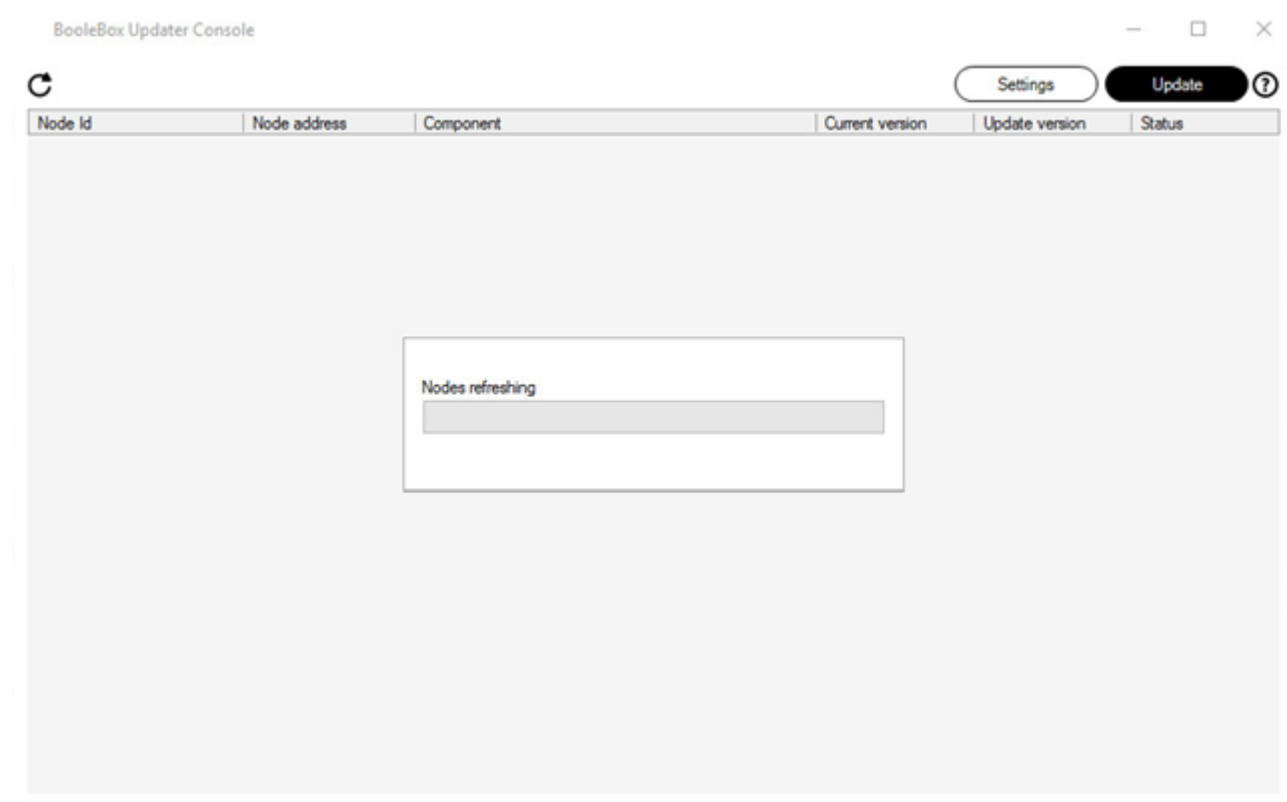 BooleBox Updater Console
Settings Update ?
Node Id Node address Component Current version Update version Status
Nodes refreshing